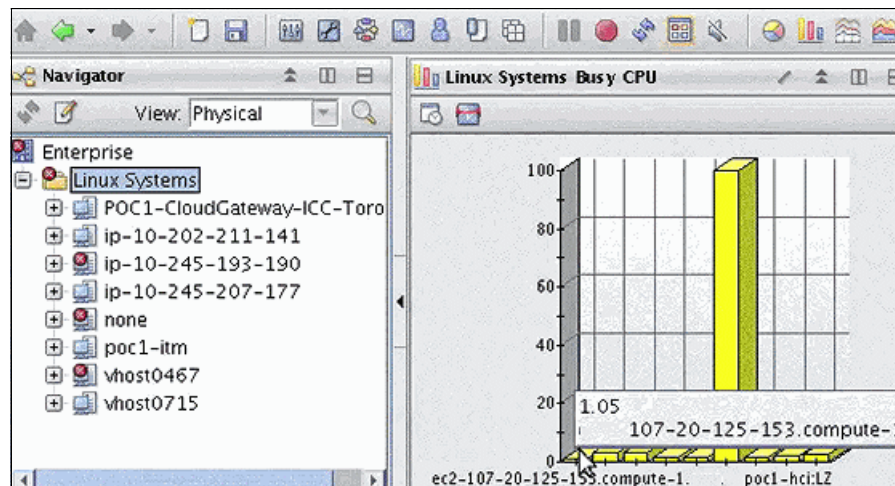 Navigator
View: Physical
Enterprise
Linux Systems
POC1-CloudGateway-ICC-Toro
ip-10-202-211-141
ip-10-245-193-190
ip-10-245-207-177
none
poc1-itm
vhost0467
vhost0715
Linux Systems Busy CPU
100
80
60
40
20
0
1.05
107-20-125-153.compute-1
ec2-107-20-125-153.compute-1. . poc1-hci:LZ